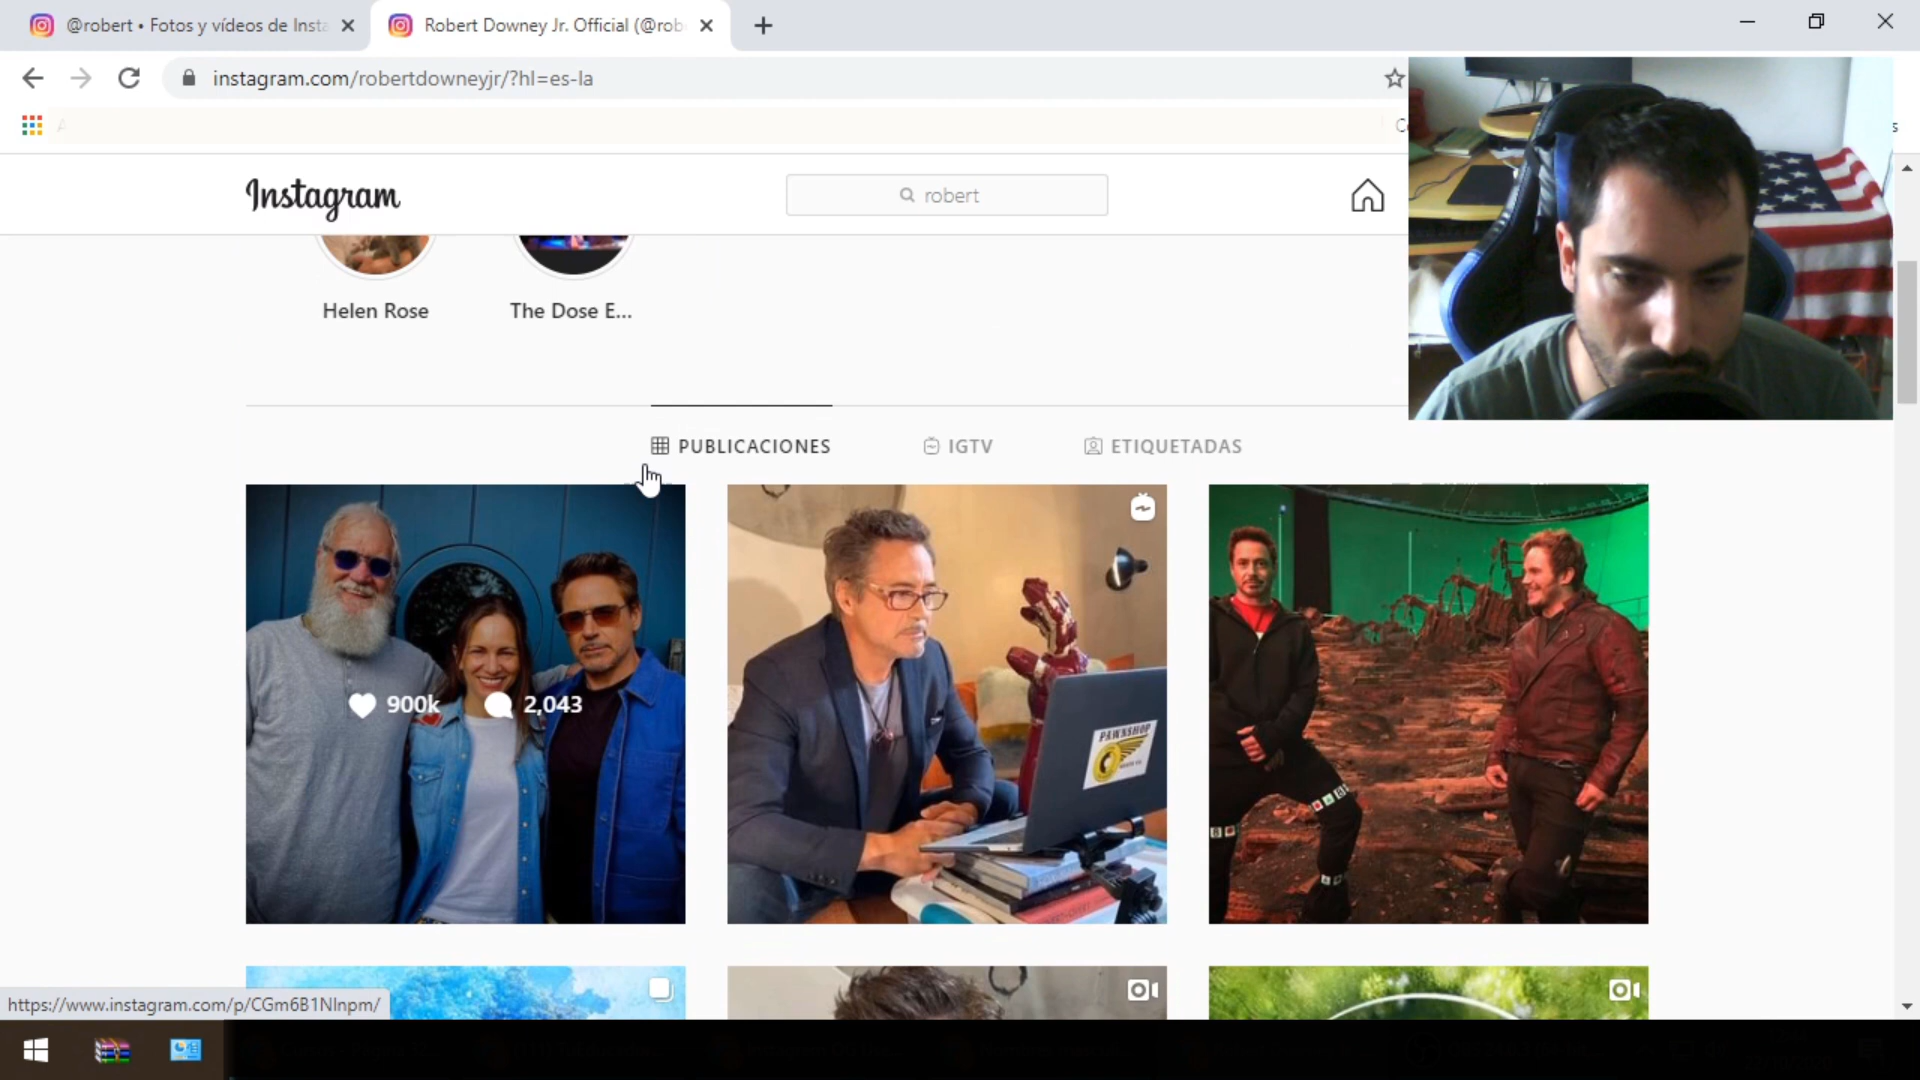 @robert • Fotos y vídeos de Insta
Robert Downey Jr. Official (@rob
instagram.com/robertdowneyjr/?hl=es-la
Instagram
robert
Helen Rose
The Dose E...
PUBLICACIONES
IGTV
ETIQUETADAS
900k
2,043
PAWNSHOP
https://www.instagram.com/p/CGm6B1Nlnpm/